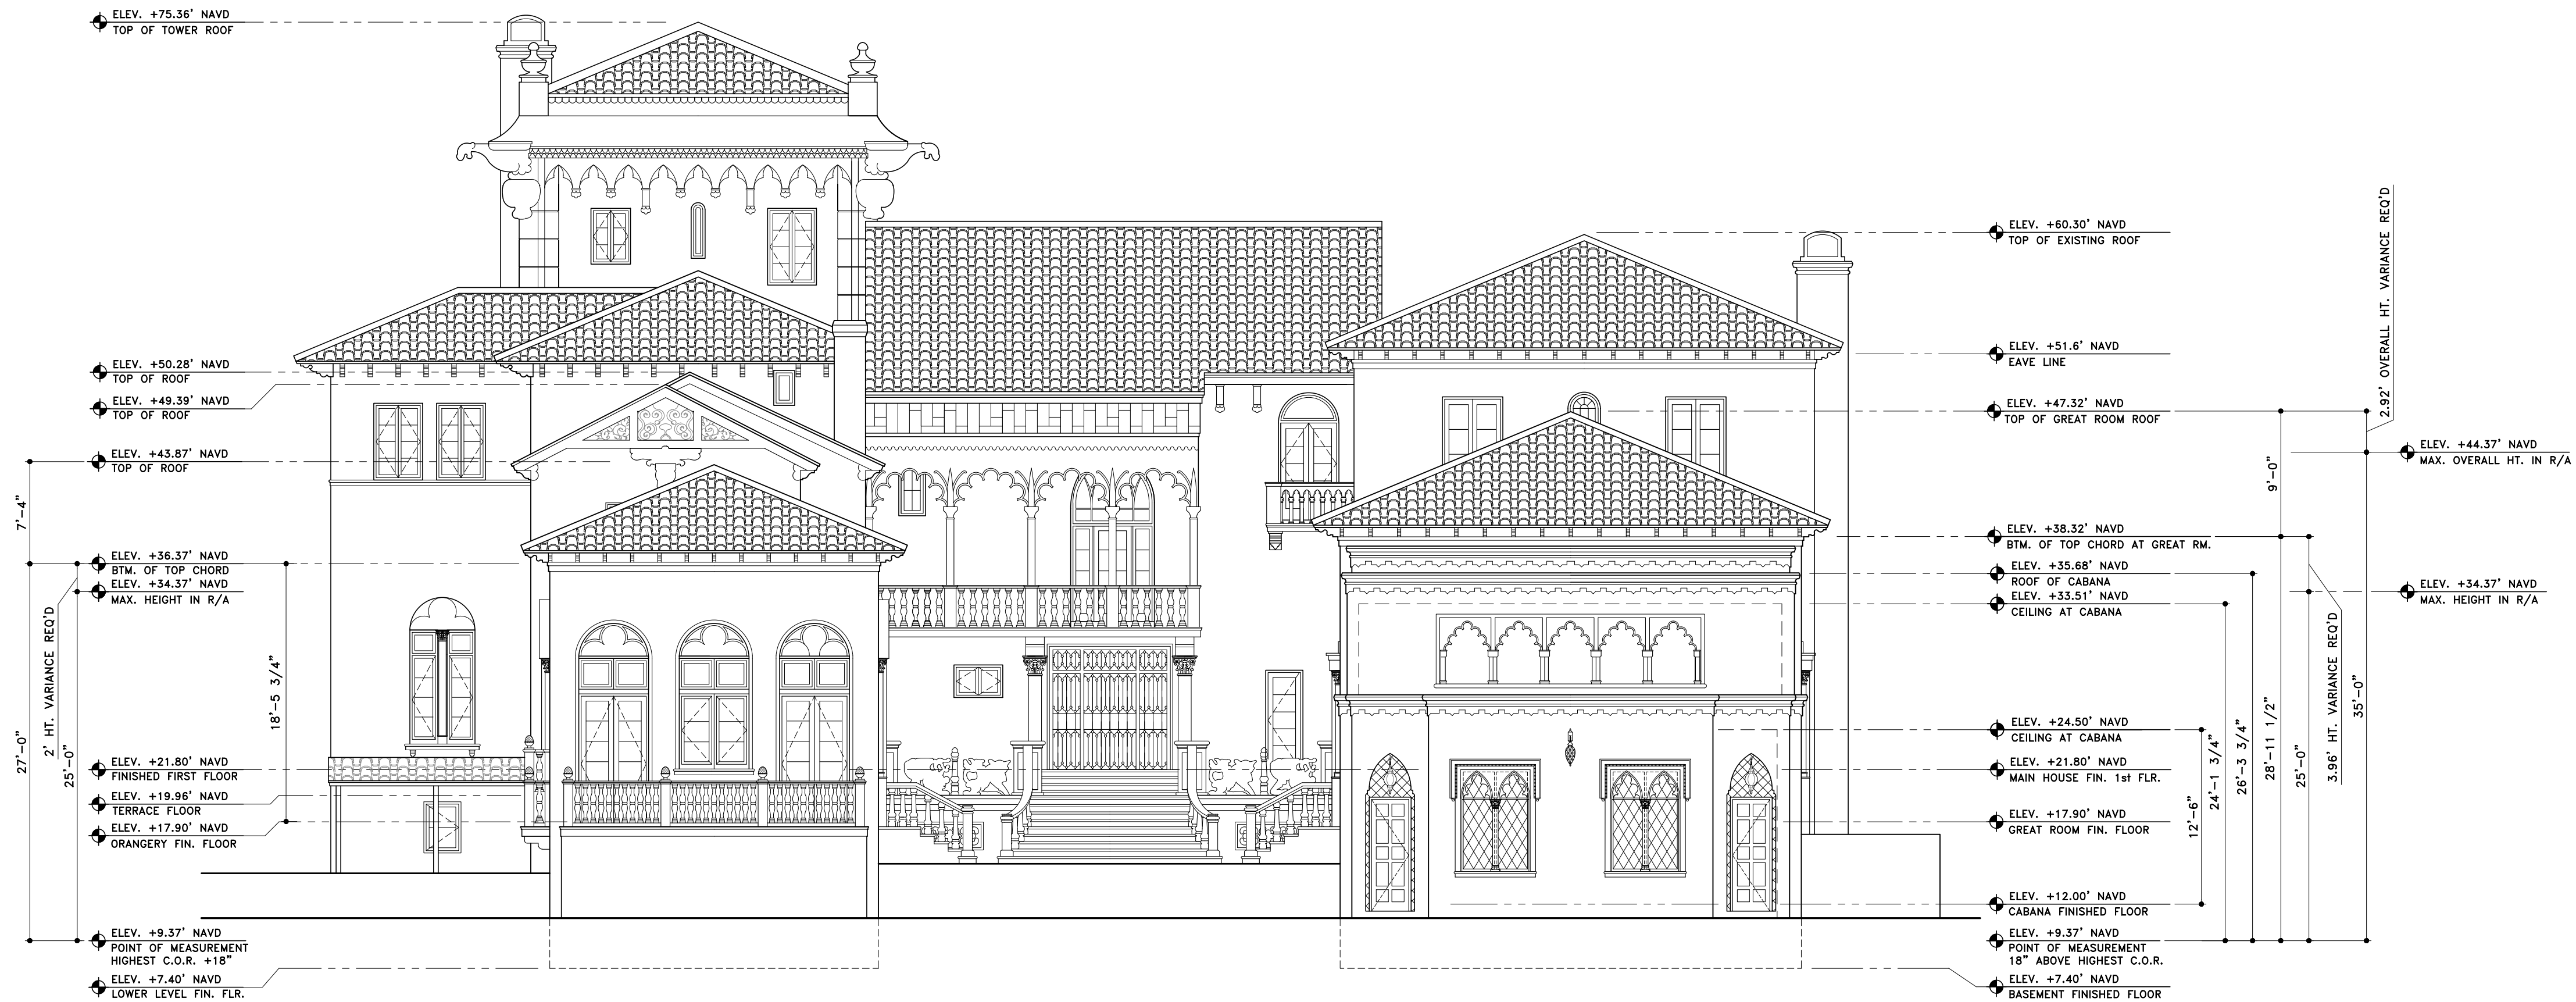 ELEV. +75.36' NAVD
TOP OF TOWER ROOF
ELEV. +50.28' NAVD
TOP OF ROOF
ELEV. +49.39' NAVD
TOP OF ROOF
ELEV. +43.87' NAVD
TOP OF ROOF
7'-4"
ELEV. +36.37' NAVD
BTM. OF TOP CHORD
ELEV. +34.37' NAVD
MAX. HEIGHT IN R/A
27'-0"
2' HT. VARIANCE REQ'D
25'-0"
18'-5 3/4"
ELEV. +21.80' NAVD
FINISHED FIRST FLOOR
ELEV. +19.96' NAVD
TERRACE FLOOR
ELEV. +17.90' NAVD
ORANGERY FIN. FLOOR
ELEV. +9.37' NAVD
POINT OF MEASUREMENT
HIGHEST C.O.R. +18"
ELEV. +7.40' NAVD
LOWER LEVEL FIN. FLR.
ELEV. +60.30' NAVD
TOP OF EXISTING ROOF
ELEV. +51.6' NAVD
EAVE LINE
ELEV. +47.32' NAVD
TOP OF GREAT ROOM ROOF
ELEV. +38.32' NAVD
BTM. OF TOP CHORD AT GREAT RM.
ELEV. +35.68' NAVD
ROOF OF CABANA
ELEV. +33.51' NAVD
CEILING AT CABANA
ELEV. +24.50' NAVD
CEILING AT CABANA
ELEV. +21.80' NAVD
MAIN HOUSE FIN. 1st FLR.
ELEV. +17.90' NAVD
GREAT ROOM FIN. FLOOR
ELEV. +12.00' NAVD
CABANA FINISHED FLOOR
ELEV. +9.37' NAVD
POINT OF MEASUREMENT
18" ABOVE HIGHEST C.O.R.
ELEV. +7.40' NAVD
BASEMENT FINISHED FLOOR
12'-6"
24'-1 3/4"
26'-3 3/4"
28'-11 1/2"
9'-0"
25'-0"
3.96' HT. VARIANCE REQ'D
35'-0"
2.92' OVERALL HT. VARIANCE REQ'D
ELEV. +44.37' NAVD
MAX. OVERALL HT. IN R/A
ELEV. +34.37' NAVD
MAX. HEIGHT IN R/A